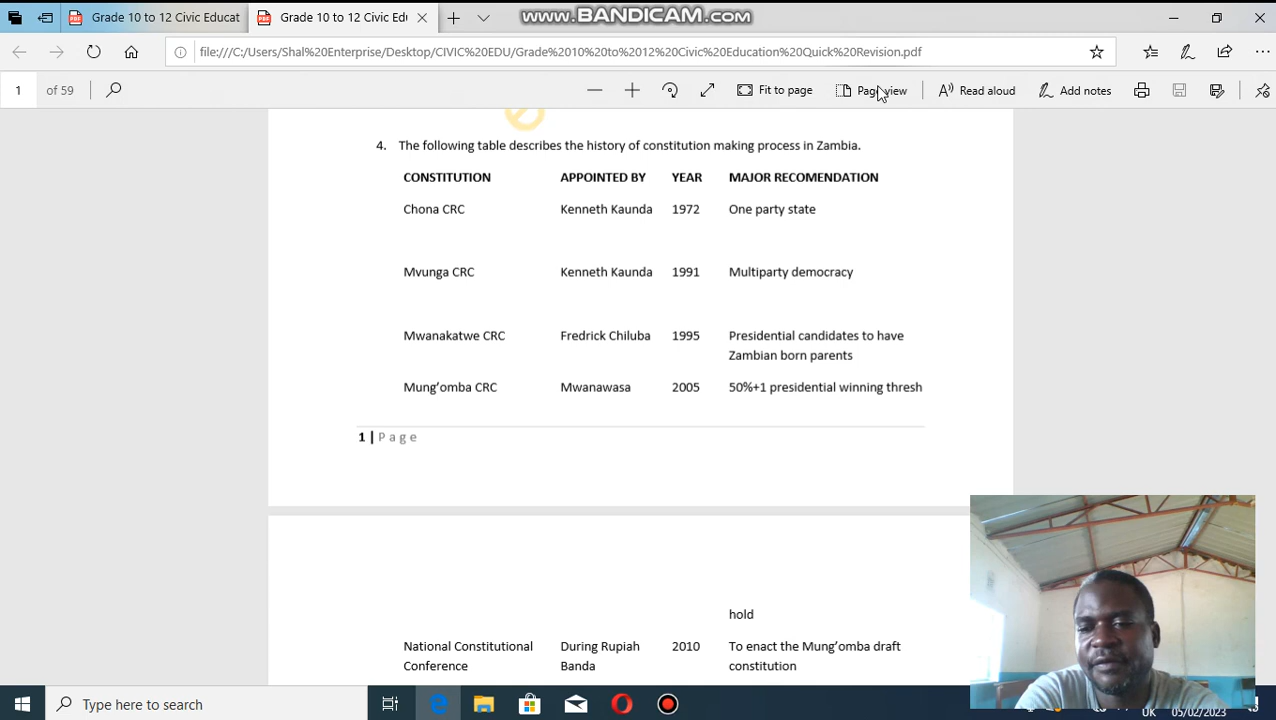 Grade 10 to 12 Civic Educat
Grade 10 to 12 Civic Edu
www.BANDICAM.com
file:///C:/Users/Shal%20Enterprise/Desktop/CIVIC%20EDU/Grade%2010%20to%2012%20Civic%20Education%20Quick%20Revision.pdf
1 of 59
Fit to page
Page view
Read aloud
Add notes
4. The following table describes the history of constitution making process in Zambia.
CONSTITUTION APPOINTED BY YEAR MAJOR RECOMENDATION
Chona CRC Kenneth Kaunda 1972 One party state
Mvunga CRC Kenneth Kaunda 1991 Multiparty democracy
Mwanakatwe CRC Fredrick Chiluba 1995 Presidential candidates to have
Zambian born parents
Mung’omba CRC Mwanawasa 2005 50%+1 presidential winning thresh
1 | Page
hold
National Constitutional During Rupiah 2010 To enact the Mung’omba draft
Conference Banda constitution
Type here to search
UK
05/02/2023